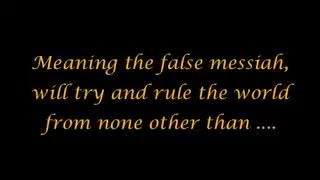 Meaning the false messiah,
will try and rule the world
from none other than ....